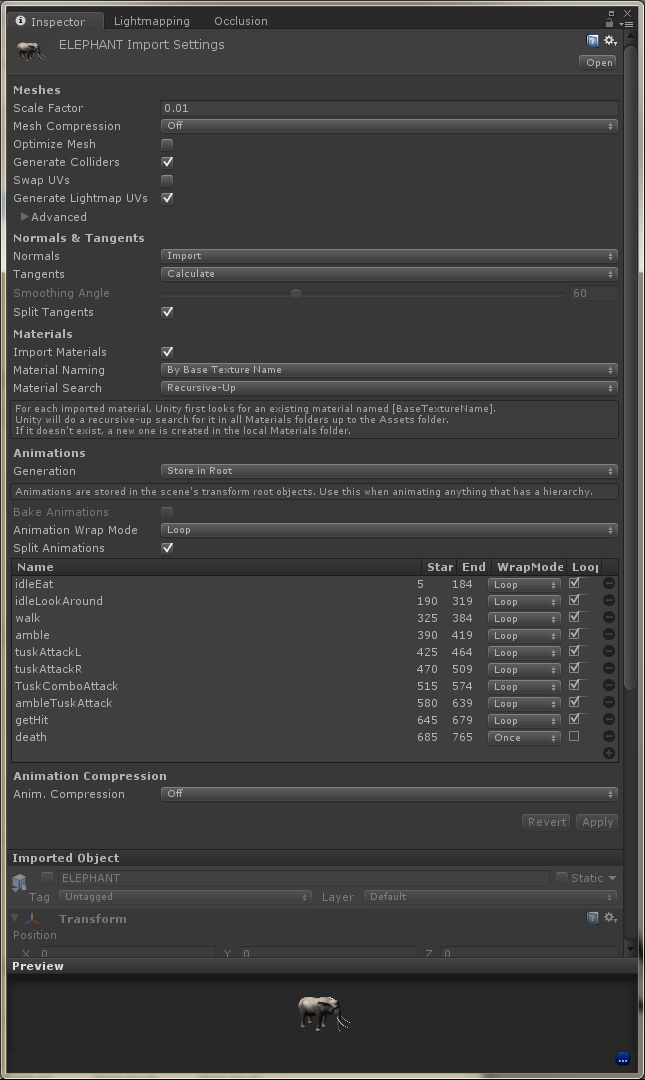 Inspector Lightmapping Occlusion
ELEPHANT Import Settings
Open
Meshes
Scale Factor 0.01
Mesh Compression Off
Optimize Mesh
Generate Colliders
Swap UVs
Generate Lightmap UVs
Advanced
Normals & Tangents
Normals Import
Tangents Calculate
Smoothing Angle 60
Split Tangents
Materials
Import Materials
Material Naming By Base Texture Name
Material Search Recursive-Up
For each imported material, Unity first looks for an existing material named [BaseTextureName].
Unity will do a recursive-up search for it in all Materials folders up to the Assets folder.
If it doesn't exist, a new one is created in the local Materials folder.
Animations
Generation Store in Root
Animations are stored in the scene's transform root objects. Use this when animating anything that has a hierarchy.
Bake Animations
Animation Wrap Mode Loop
Split Animations
Name Star End WrapMode Loop
idleEat 5 184 Loop
idleLookAround 190 319 Loop
walk 325 384 Loop
amble 390 419 Loop
tuskAttackL 425 464 Loop
tuskAttackR 470 509 Loop
TuskComboAttack 515 574 Loop
ambleTuskAttack 580 639 Loop
getHit 645 679 Loop
death 685 765 Once
Animation Compression
Anim. Compression Off
Revert Apply
Imported Object
ELEPHANT Static
Tag Untagged Layer Default
Transform
Position
X 0 Y 0 Z 0
Preview